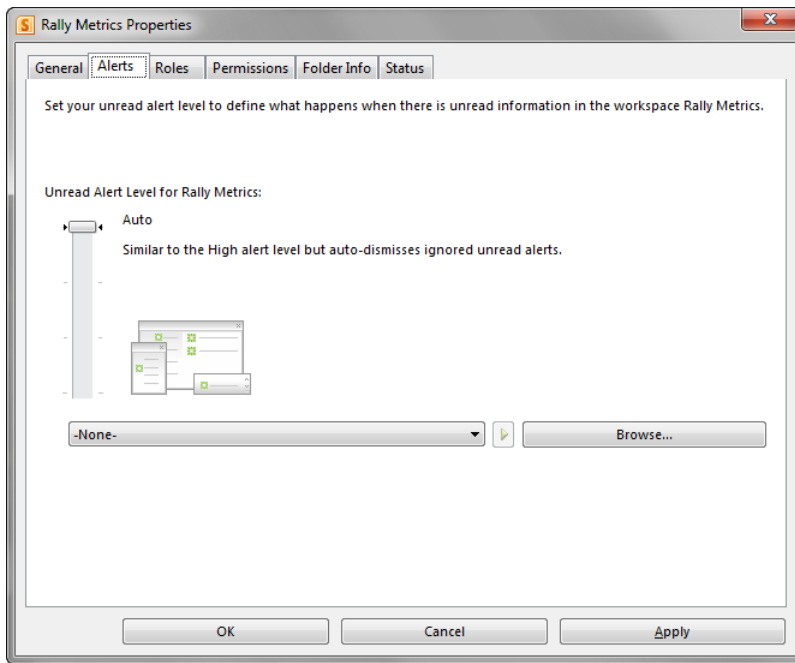 Rally Metrics Properties
General Alerts Roles Permissions Folder Info Status
Set your unread alert level to define what happens when there is unread information in the workspace Rally Metrics.
Unread Alert Level for Rally Metrics:
Auto
Similar to the High alert level but auto-dismisses ignored unread alerts.
-None- Browse...
OK Cancel Apply